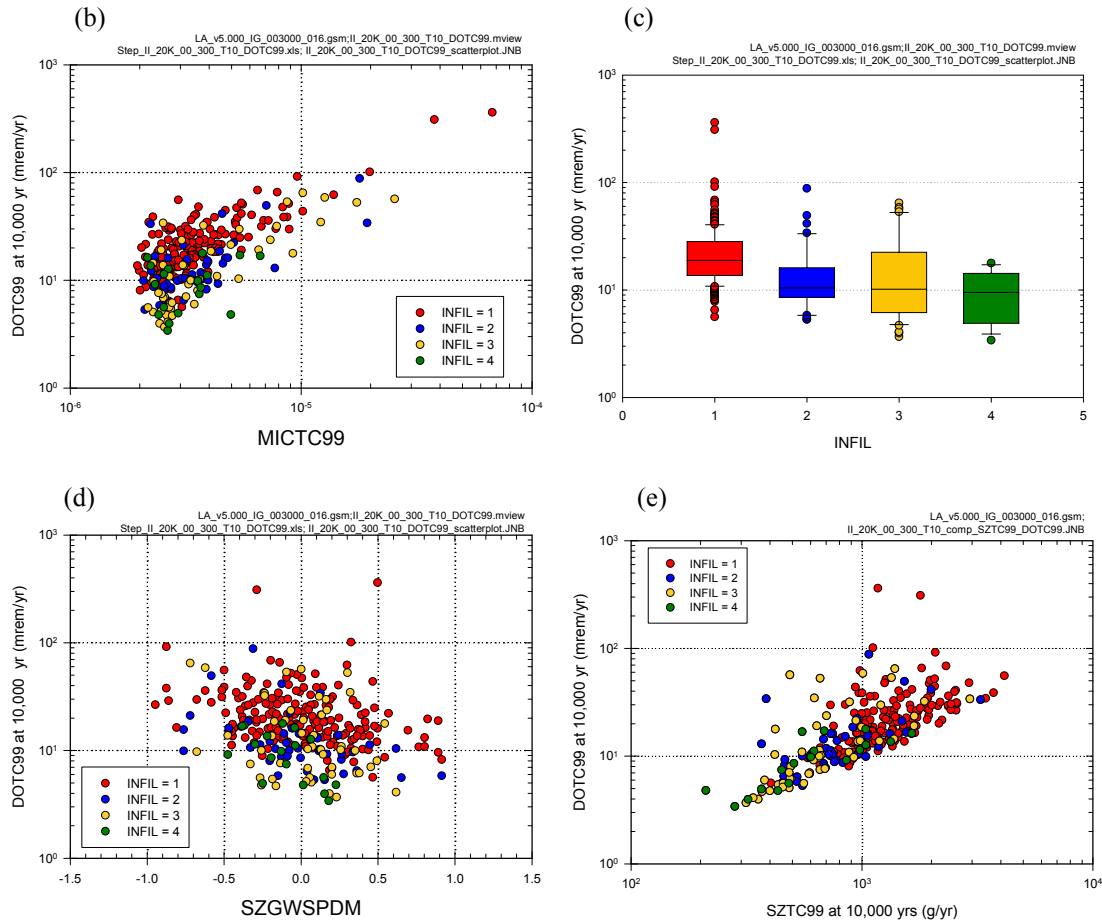 (b)
LA_v5.000_IG_003000_016.gsm;II_20K_00_300_T10_DOTC99.mview
Step_II_20K_00_300_T10_DOTC99.xls; II_20K_00_300_T10_DOTC99_scatterplot.JNB
DOTC99 at 10,000 yr (mrem/yr)
10³
10²
10¹
10⁰
INFIL = 1
INFIL = 2
INFIL = 3
INFIL = 4
10⁻⁶
10⁻⁵
10⁻⁴
MICTC99
(c)
LA_v5.000_IG_003000_016.gsm;II_20K_00_300_T10_DOTC99.mview
Step_II_20K_00_300_T10_DOTC99.xls; II_20K_00_300_T10_DOTC99_scatterplot.JNB
DOTC99 at 10,000 yr (mrem/yr)
10³
10²
10¹
10⁰
0 1 2 3 4 5
INFIL
(d)
LA_v5.000_IG_003000_016.gsm;II_20K_00_300_T10_DOTC99.mview
Step_II_20K_00_300_T10_DOTC99.xls; II_20K_00_300_T10_DOTC99_scatterplot.JNB
DOTC99 at 10,000 yr (mrem/yr)
10³
10²
10¹
10⁰
INFIL = 1
INFIL = 2
INFIL = 3
INFIL = 4
-1.5 -1.0 -0.5 0.0 0.5 1.0 1.5
SZGWSPDM
(e)
LA_v5.000_IG_003000_016.gsm;
II_20K_00_300_T10_comp_SZTC99_DOTC99.JNB
DOTC99 at 10,000 yr (mrem/yr)
10³
10²
10¹
10⁰
INFIL = 1
INFIL = 2
INFIL = 3
INFIL = 4
10²
10³
10⁴
SZTC99 at 10,000 yrs (g/yr)